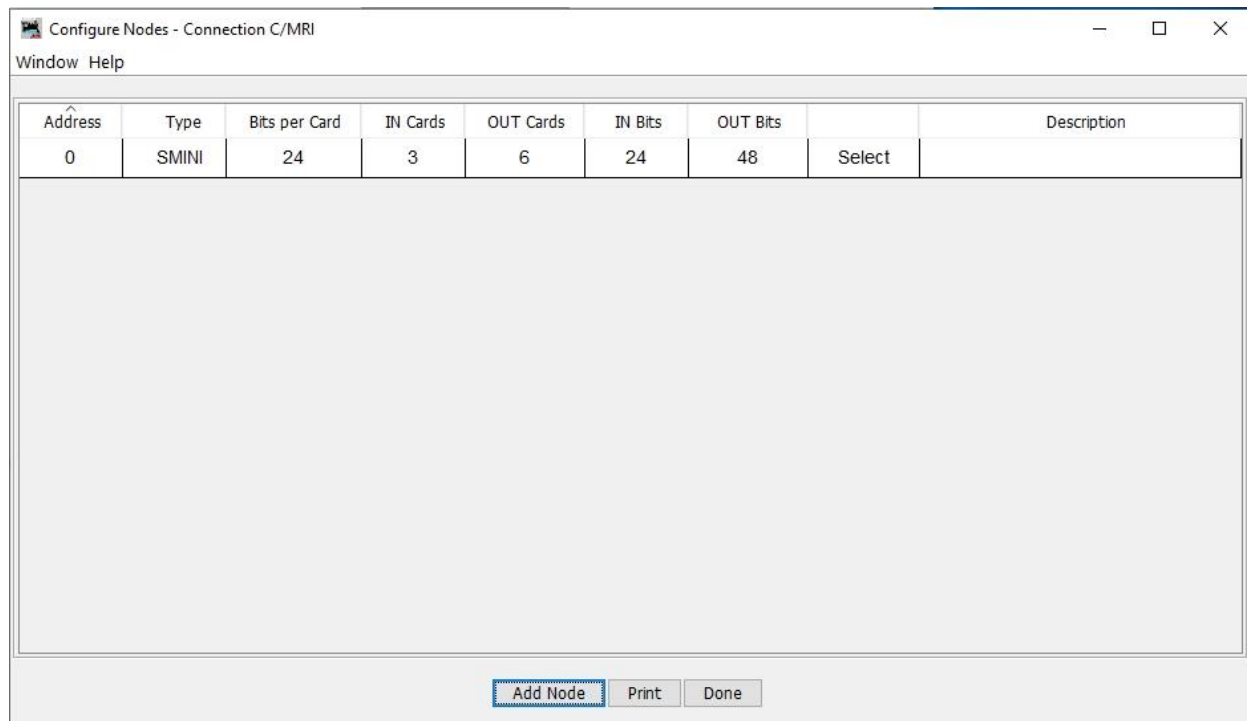 Configure Nodes - Connection C/MRI
Window Help
Address Type Bits per Card IN Cards OUT Cards IN Bits OUT Bits Description
0 SMINI 24 3 6 24 48 Select
Add Node Print Done